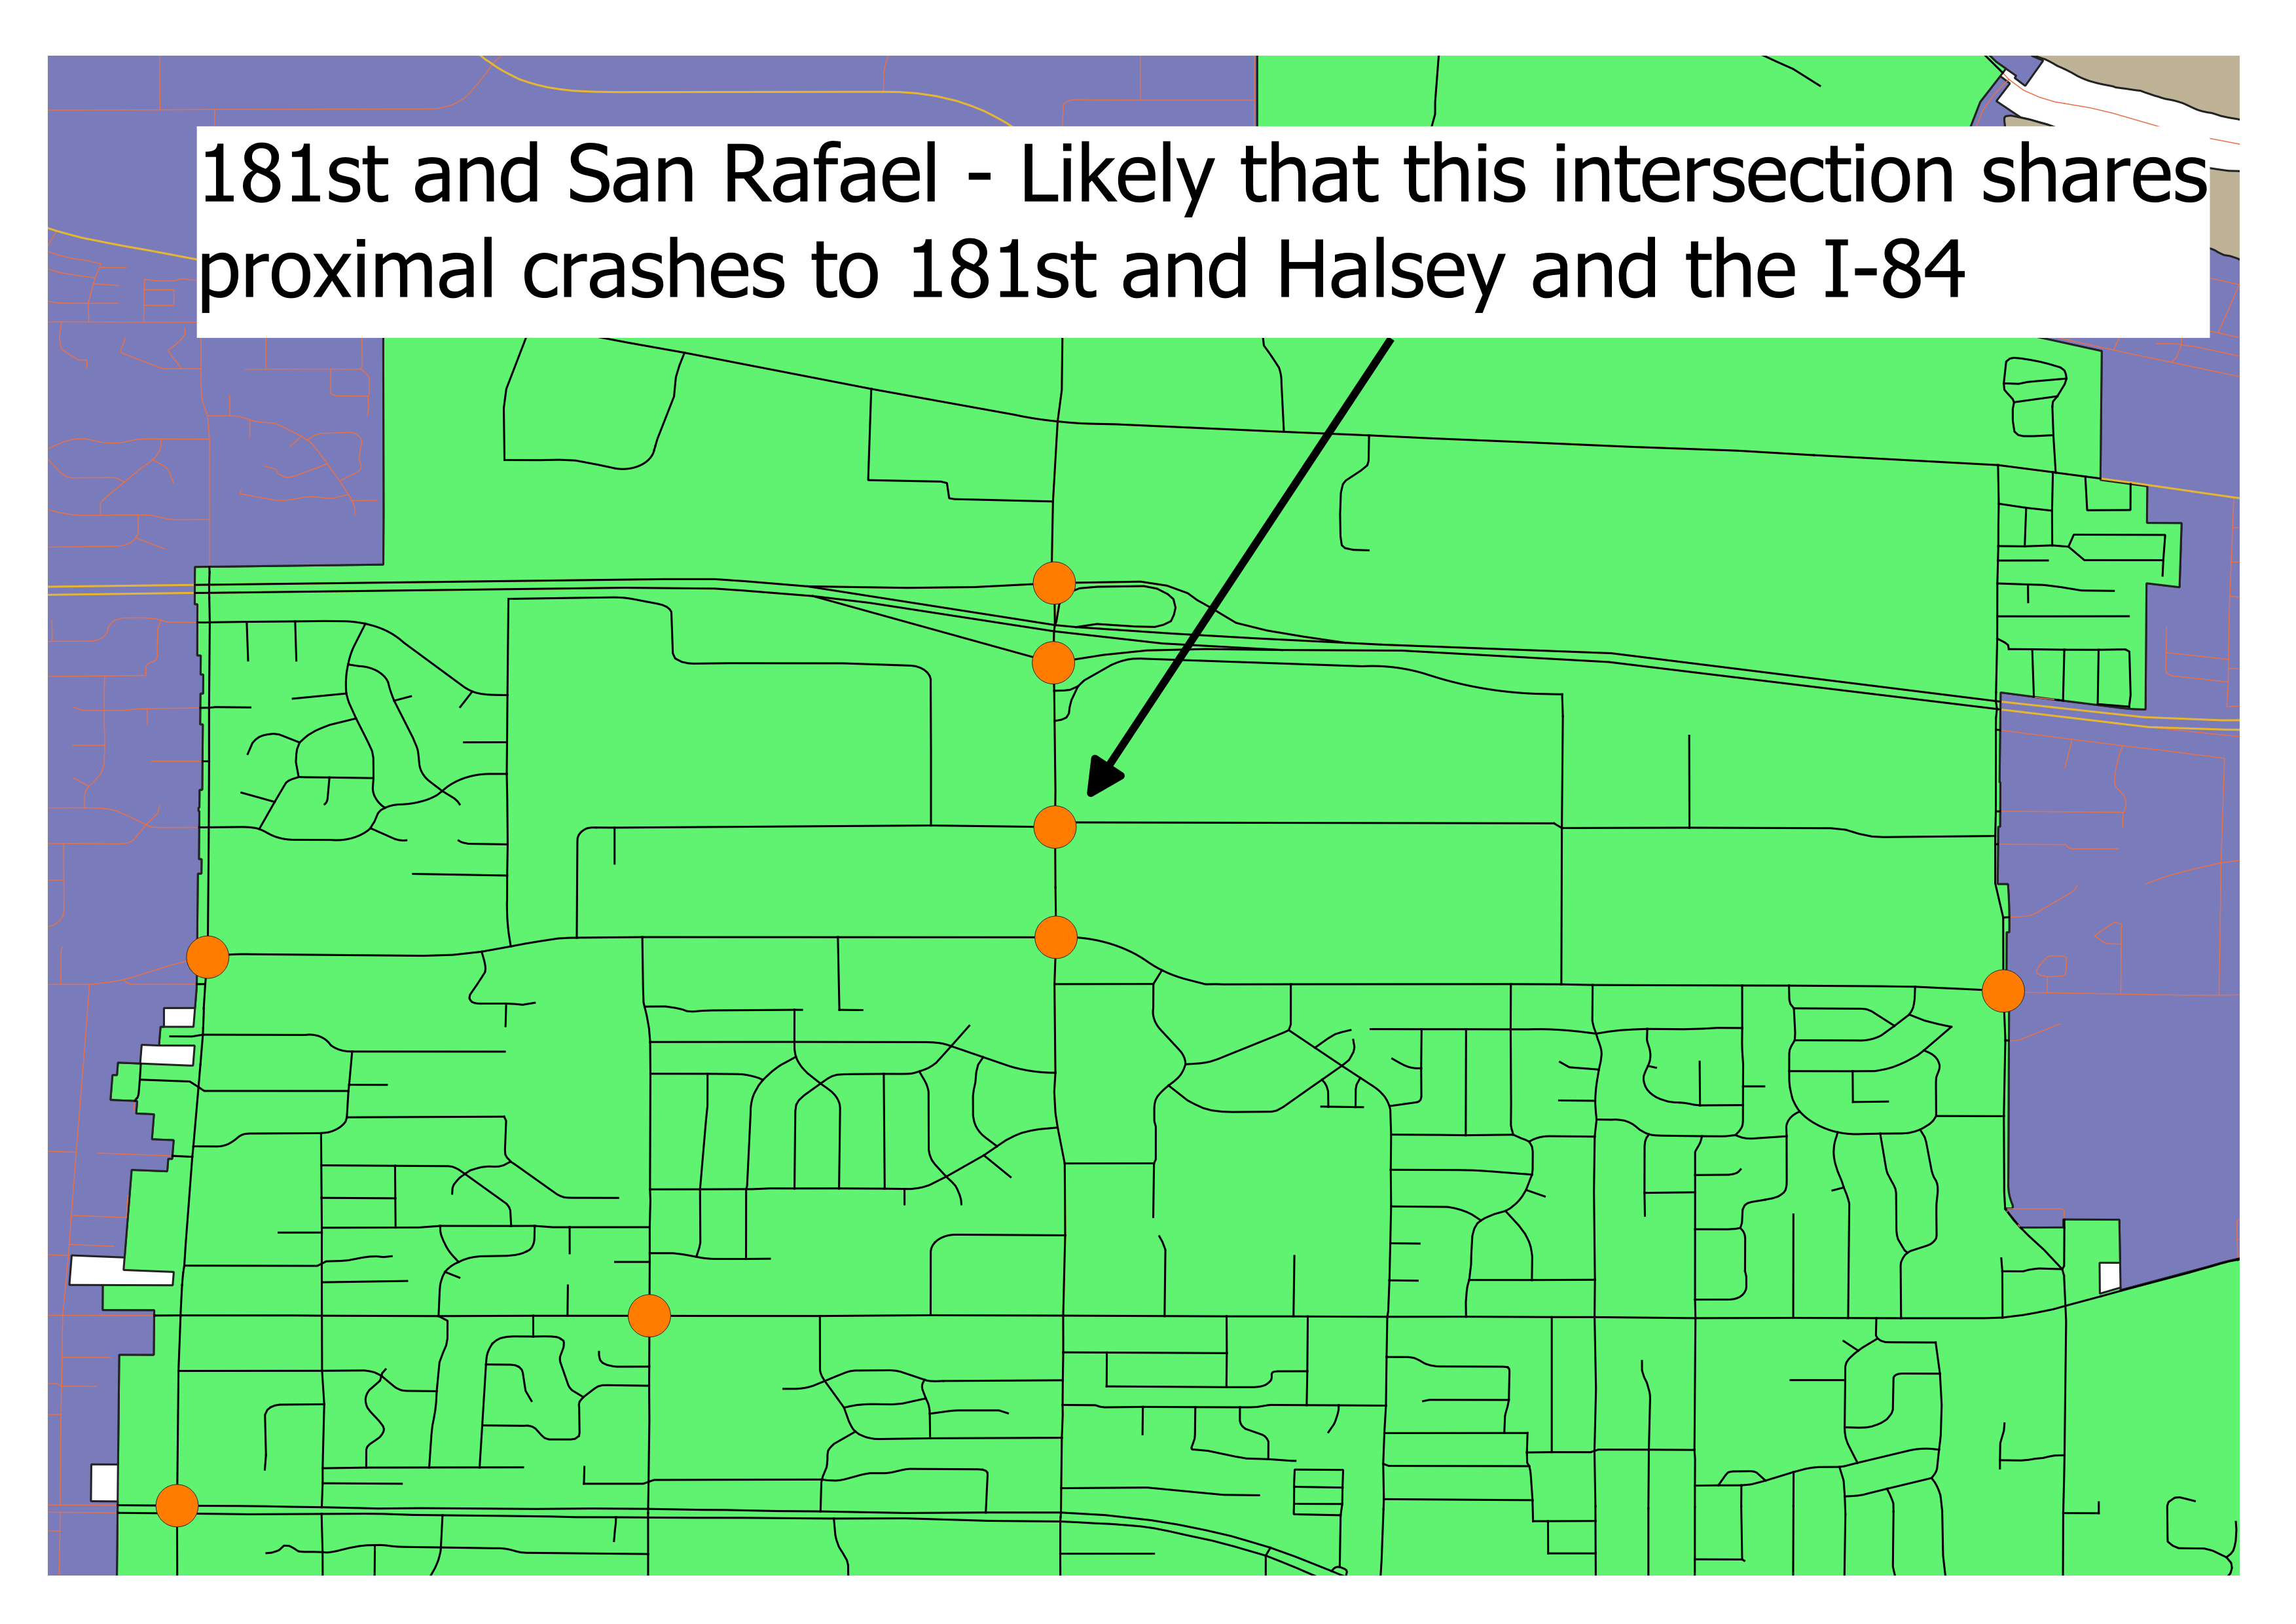 181st and San Rafael - Likely that this intersection shares
proximal crashes to 181st and Halsey and the I-84